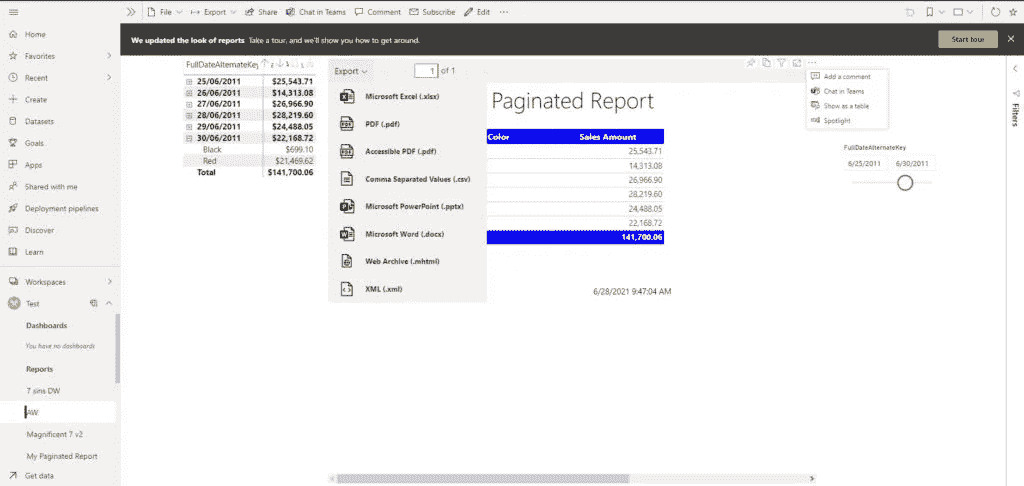 File
Export
Share
Chat in Teams
Comment
Subscribe
Edit
We updated the look of reports Take a tour, and we'll show you how to get around.
Start tour
Home
Favorites
Recent
Create
Datasets
Goals
Apps
Shared with me
Deployment pipelines
Discover
Learn
Workspaces
Test
Dashboards
You have no dashboards
Reports
7 sins DW
AW
Magnificent 7 v2
My Paginated Report
Get data
FullDateAlternateKey
25/06/2011 $25,543.71
26/06/2011 $14,313.08
27/06/2011 $26,966.90
28/06/2011 $28,219.60
29/06/2011 $24,488.05
30/06/2011 $22,168.72
Black $699.10
Red $21,469.62
Total $141,700.06
Export
1 of 1
Microsoft Excel (.xlsx)
PDF (.pdf)
Accessible PDF (.pdf)
Comma Separated Values (.csv)
Microsoft PowerPoint (.pptx)
Microsoft Word (.docx)
Web Archive (.mhtml)
XML (.xml)
Paginated Report
Color Sales Amount
25,543.71
14,313.08
26,966.90
28,219.60
24,488.05
22,168.72
141,700.06
6/28/2021 9:47:04 AM
Add a comment
Chat in Teams
Show as a table
Spotlight
FullDateAlternateKey
6/25/2011 6/30/2011
Filters